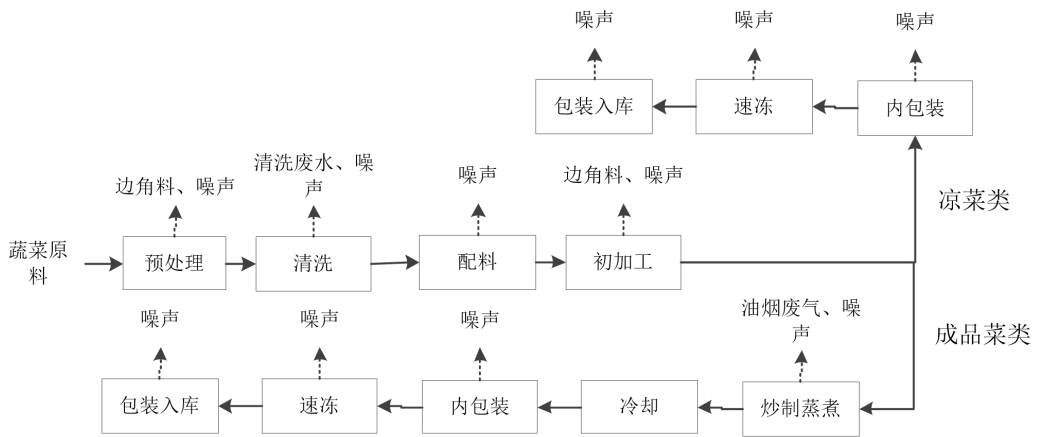 噪声
噪声
噪声
包装入库
速冻
内包装
清洗废水、噪
声
边角料、噪声
噪声
边角料、噪声
凉菜类
蔬菜原
料
预处理
清洗
配料
初加工
噪声
噪声
噪声
油烟废气、噪
声
成品菜类
包装入库
速冻
内包装
冷却
炒制蒸煮